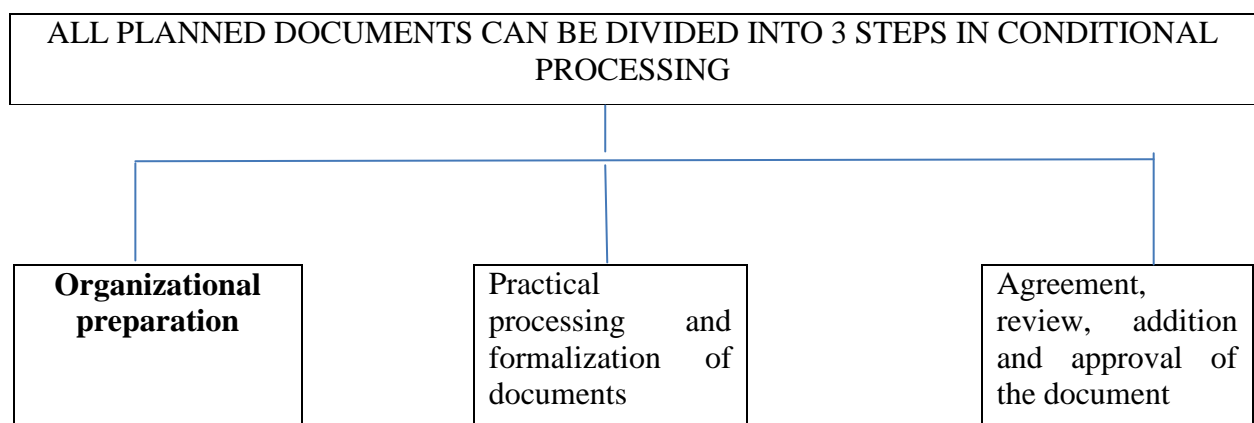 ALL PLANNED DOCUMENTS CAN BE DIVIDED INTO 3 STEPS IN CONDITIONAL
PROCESSING
Organizational
preparation
Practical
processing and
formalization of
documents
Agreement,
review, addition
and approval of
the document